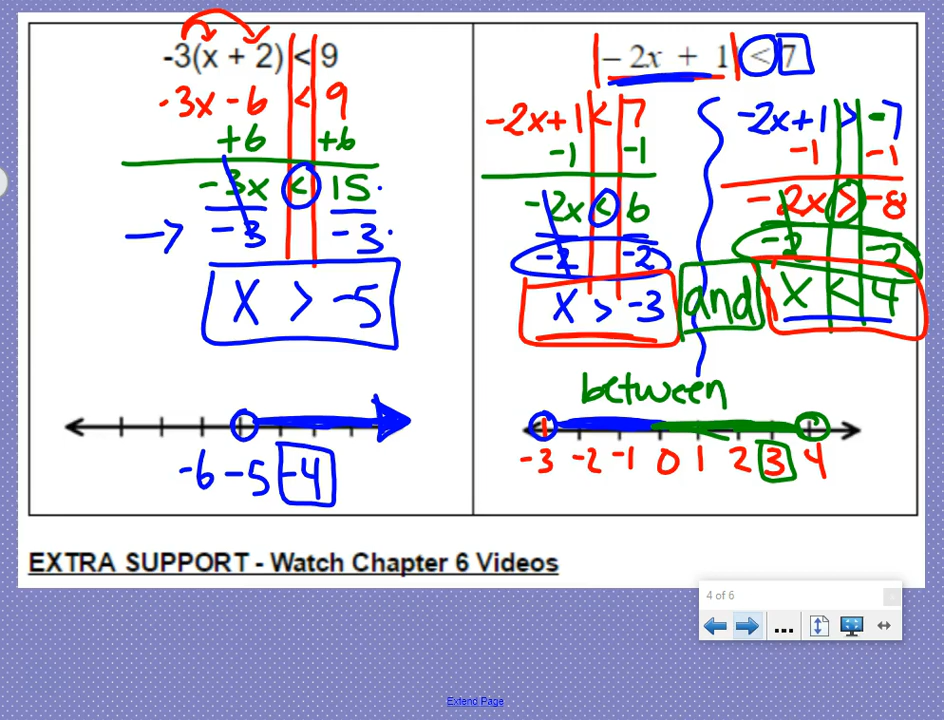 -3(x + 2) < 9
-3x -6 < 9
+6 +6
-3x < 15
→ -3 -3
x > -5
-6 -5 -4
|- 2x + 1| < 7
-2x+1 < 7
-1 -1
-2x < 6
-2 -2
x > -3
and
-2x+1 > -7
-1 -1
-2x > -8
-2 -2
x < 4
between
-3 -2 -1 0 1 2 3 4
EXTRA SUPPORT - Watch Chapter 6 Videos
4 of 6
Extend Page